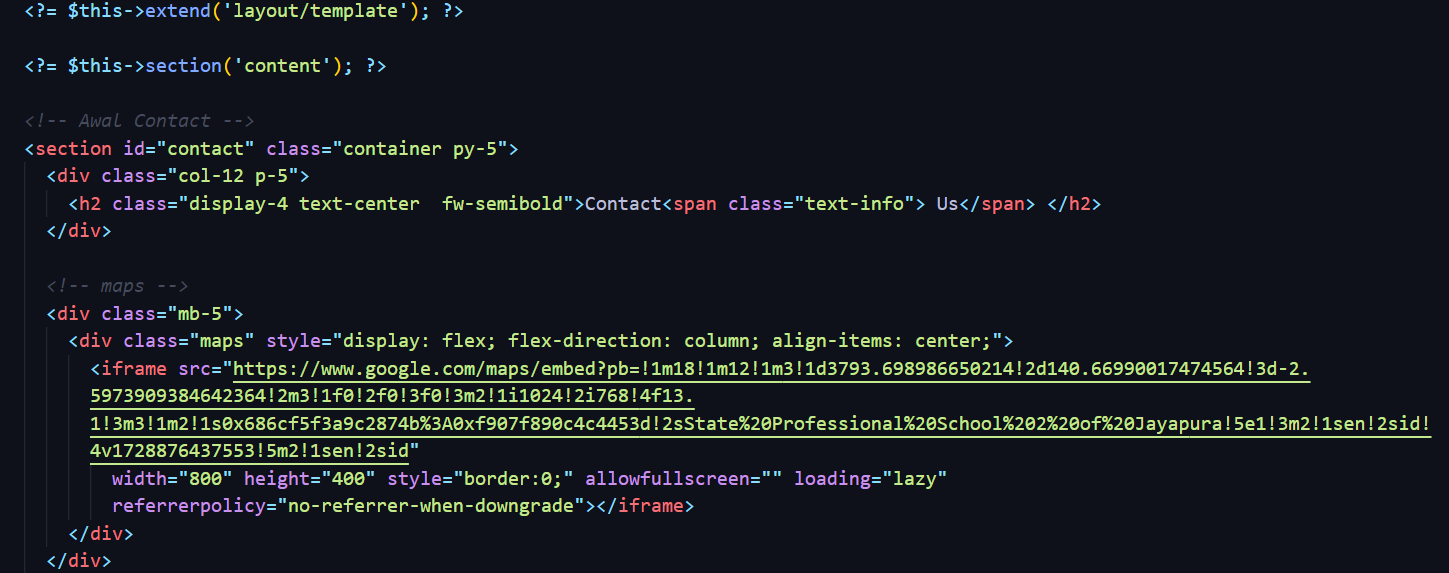 <?= $this->extend('layout/template'); ?>
<?= $this->section('content'); ?>
<!-- Awal Contact -->
<section id="contact" class="container py-5">
<div class="col-12 p-5">
<h2 class="display-4 text-center  fw-semibold">Contact<span class="text-info"> Us</span> </h2>
</div>
<!-- maps -->
<div class="mb-5">
<div class="maps" style="display: flex; flex-direction: column; align-items: center;">
<iframe src="https://www.google.com/maps/embed?pb=!1m18!1m12!1m3!1d3793.698986650214!2d140.66990017474564!3d-2.
5973909384642364!2m3!1f0!2f0!3f0!3m2!1i1024!2i768!4f13.
1!3m3!1m2!1s0x686cf5f3a9c2874b%3A0xf907f890c4c4453d!2sState%20Professional%20School%202%20of%20Jayapura!5e1!3m2!1sen!2sid!
4v1728876437553!5m2!1sen!2sid"
width="800" height="400" style="border:0;" allowfullscreen="" loading="lazy"
referrerpolicy="no-referrer-when-downgrade"></iframe>
</div>
</div>